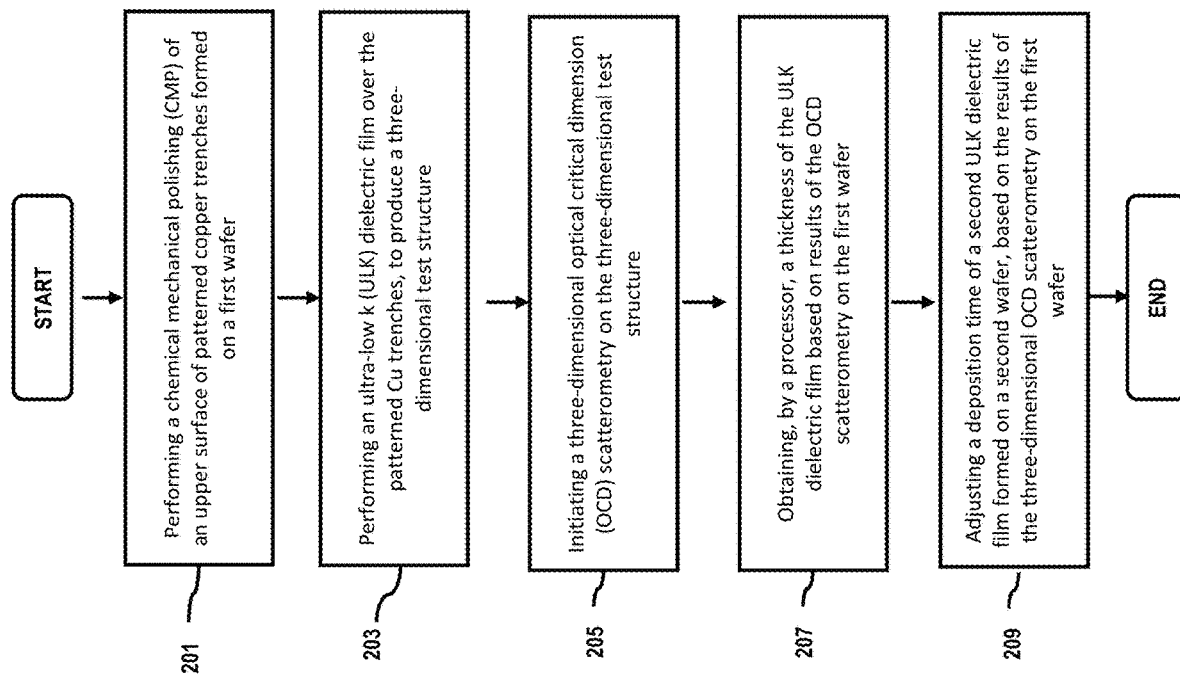 START
201
Performing a chemical mechanical polishing (CMP) of
an upper surface of patterned copper trenches formed
on a first wafer
203
Performing an ultra-low k (ULK) dielectric film over the
patterned Cu trenches, to produce a three-
dimensional test structure
205
Initiating a three-dimensional optical critical dimension
(OCD) scatterometry on the three-dimensional test
structure
207
Obtaining, by a processor, a thickness of the ULK
dielectric film based on results of the OCD
scatterometry on the first wafer
209
Adjusting a deposition time of a second ULK dielectric
film formed on a second wafer, based on the results of
the three-dimensional OCD scatterometry on the first
wafer
END